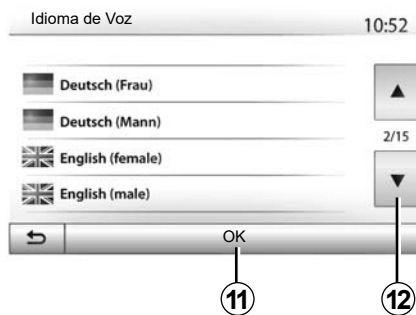 Idioma de Voz
10:52
Deutsch (Frau)
Deutsch (Mann)
2/15
English (female)
English (male)
OK
11
12